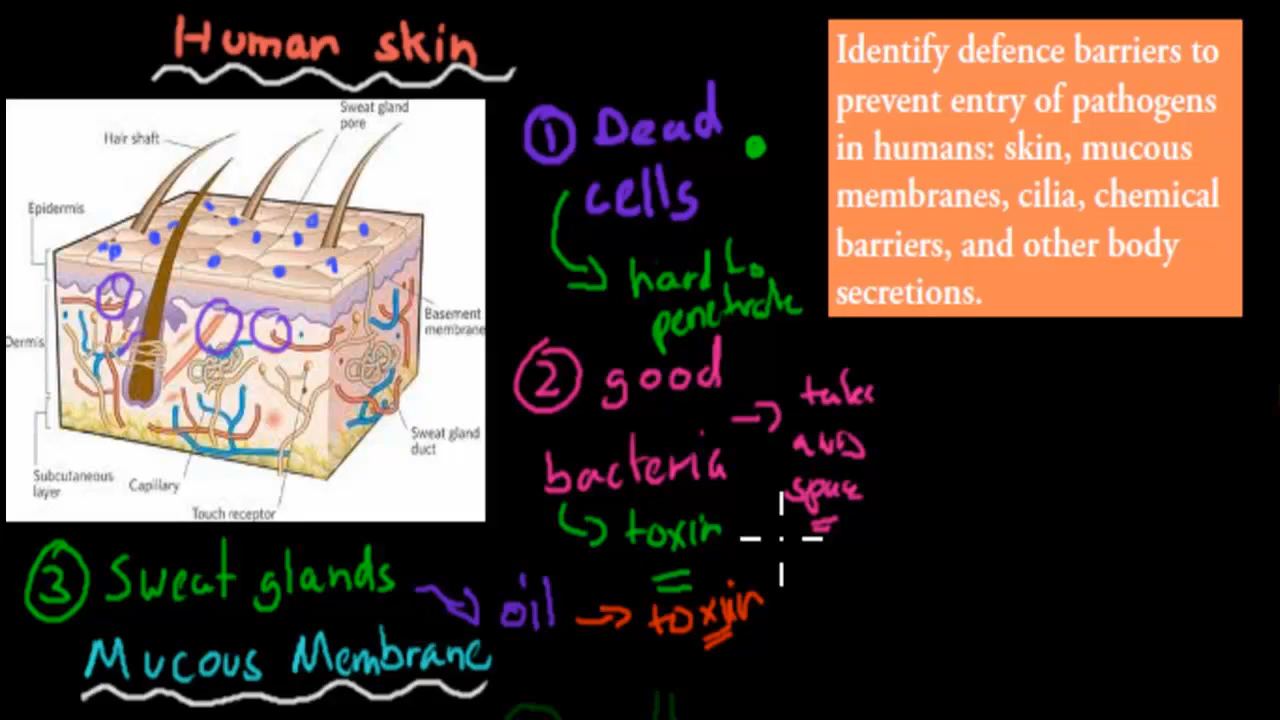 Human skin
Identify defence barriers to
prevent entry of pathogens
in humans: skin, mucous
membranes, cilia, chemical
barriers, and other body
secretions.
Sweat gland
pore
Hair shaft
Epidermis
Dermis
Basement
membrane
Sweat gland
duct
Subcutaneous
layer
Capillary
Touch receptor
① Dead
cells
hard to
penetrate
② good
bacteria
take
space
toxin
③ Sweat glands
oil
toxin
Mucous Membrane